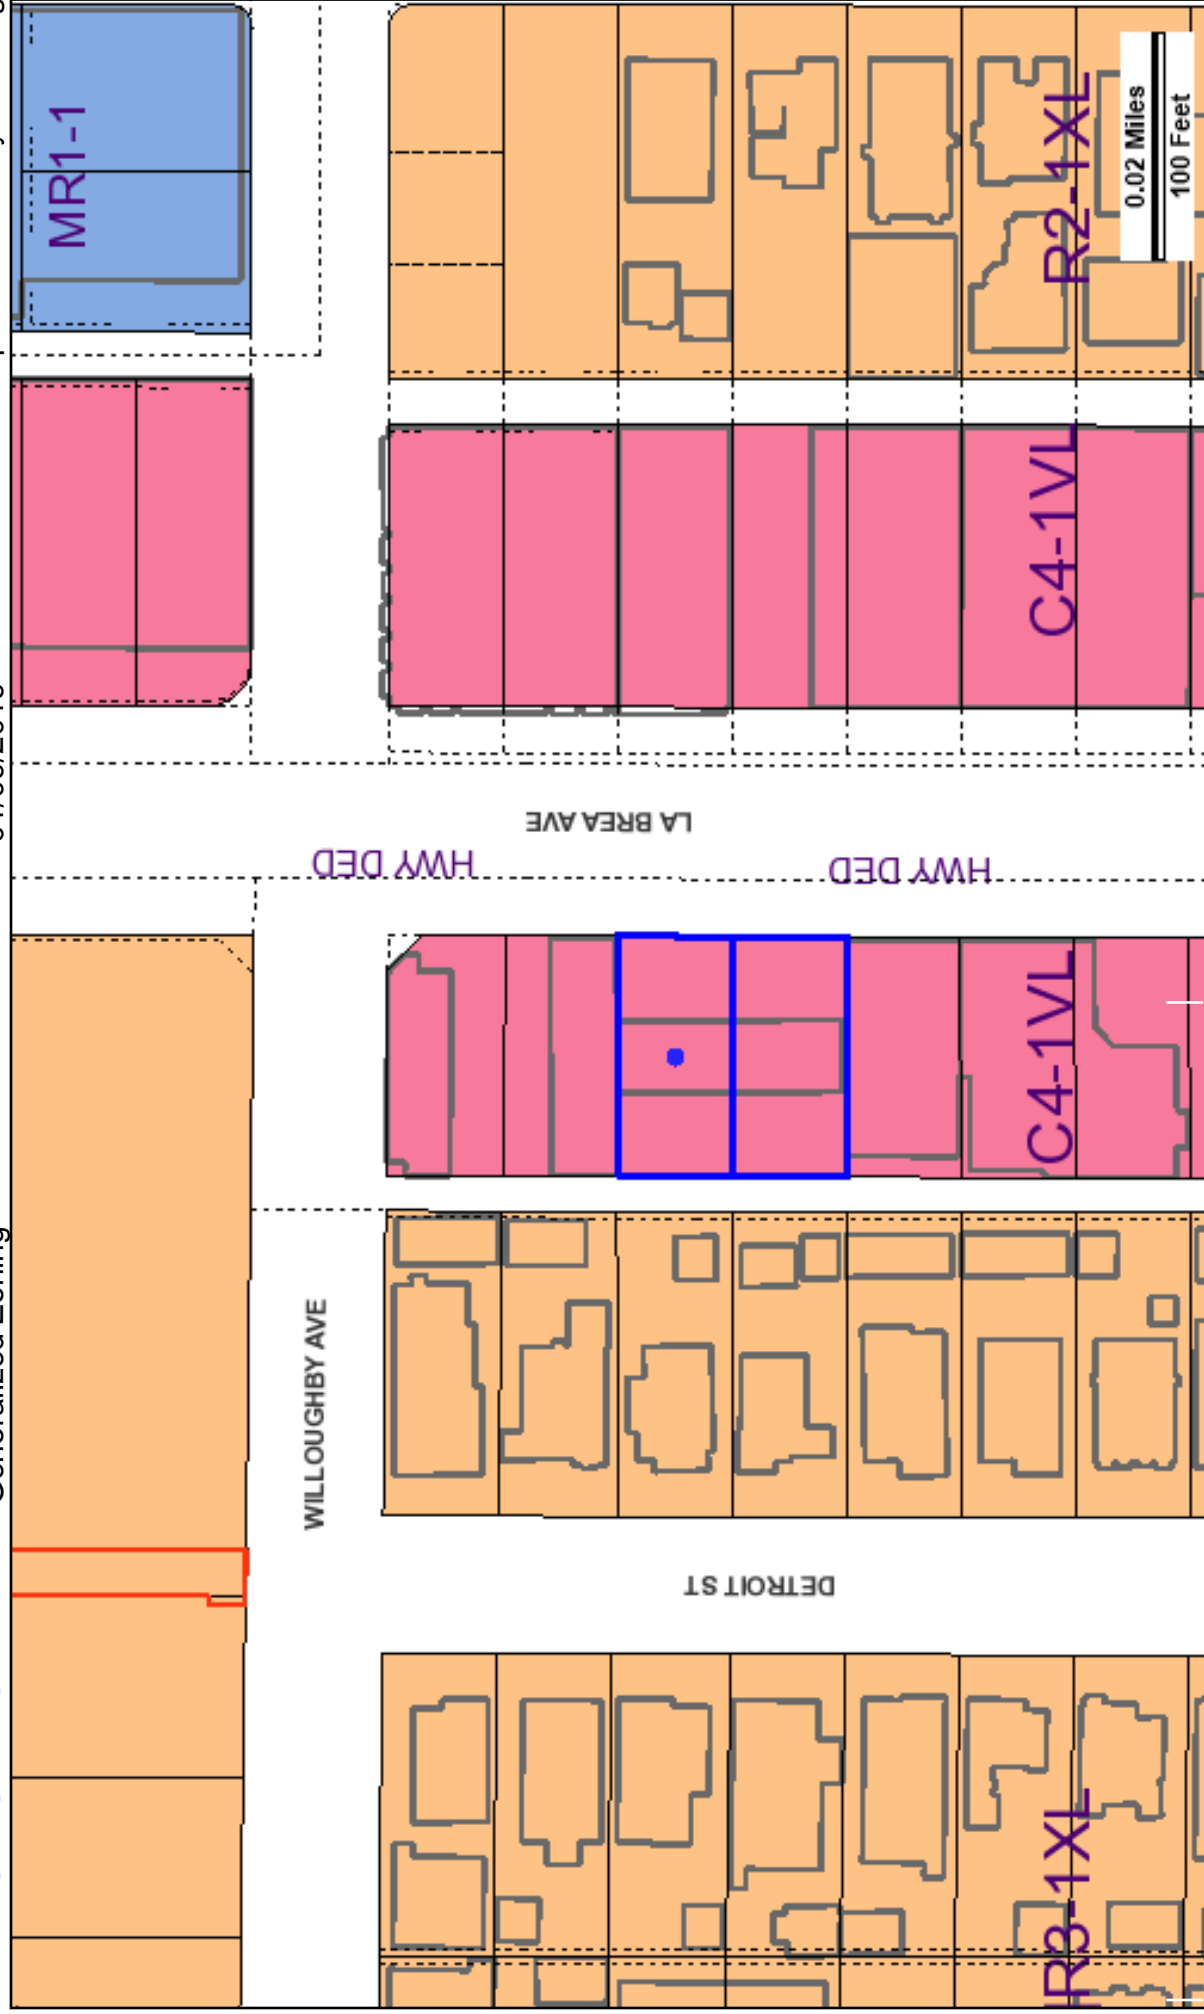 MR1-1
R2-1XL
0.02 Miles
100 Feet
C4-1VL
LA BREA AVE
HWY DED
HWY DED
C4-1VL
WILLOUGHBY AVE
DETROIT ST
R3-1XL